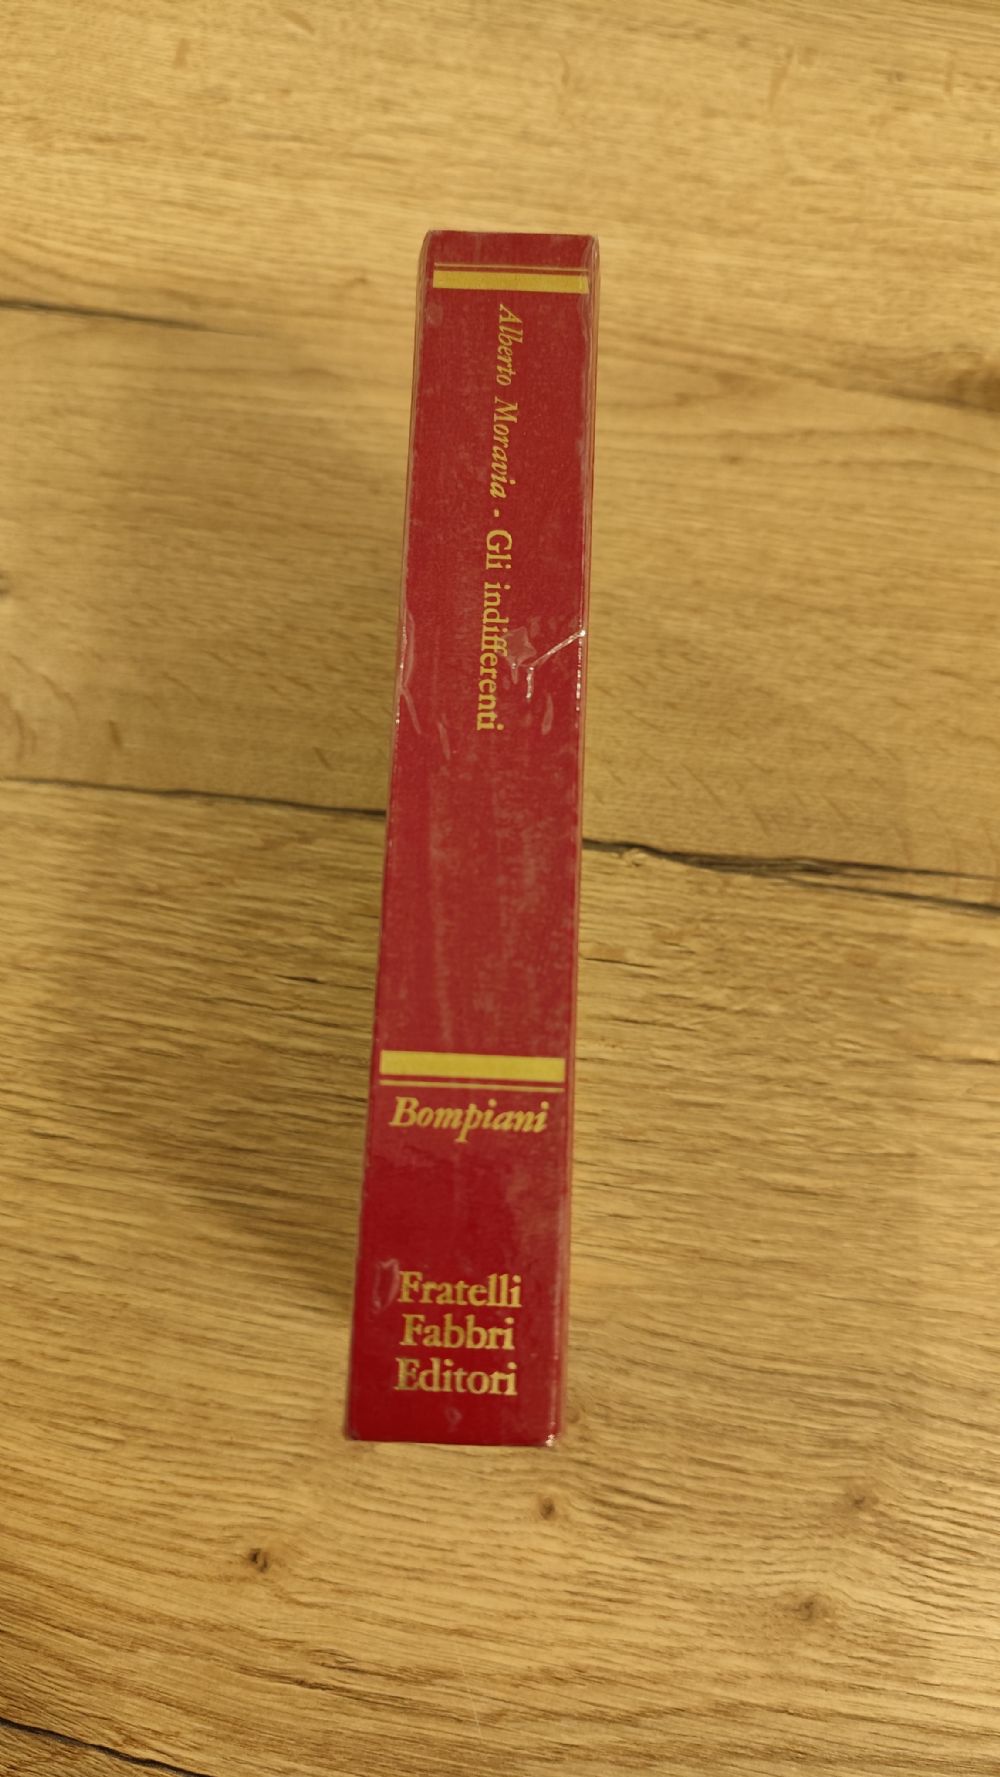 Alberto Moravia - Gli indifferenti
Bompiani
Fratelli
Fabbri
Editori